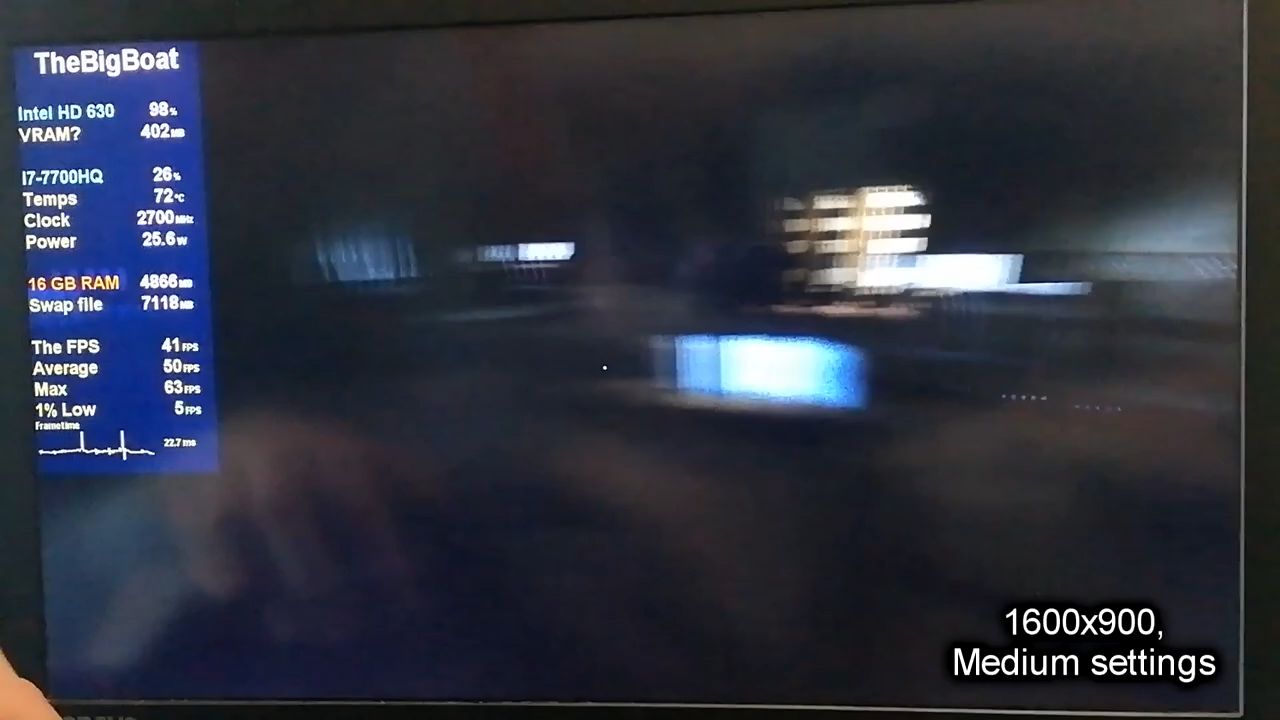 TheBigBoat
Intel HD 630 98%
VRAM? 402MB
I7-7700HQ 26%
Temps 72°C
Clock 2700MHz
Power 25.6W
16 GB RAM 4866MB
Swap file 7118MB
The FPS 41FPS
Average 50FPS
Max 63FPS
1% Low 5FPS
Frametime
22.7 ms
1600x900,
Medium settings